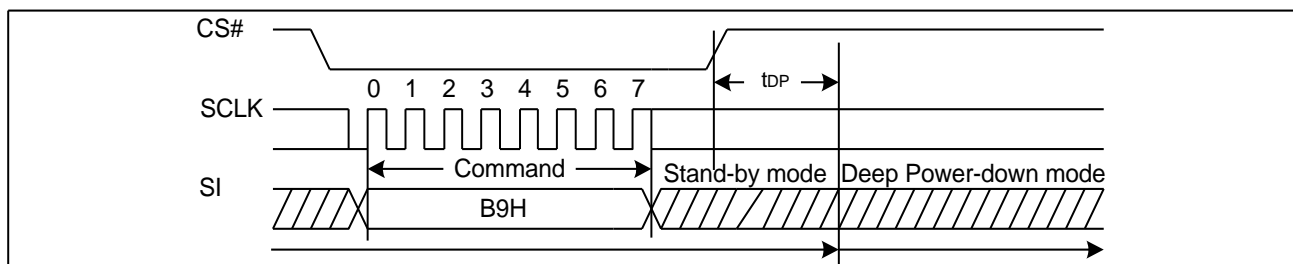 CS#
tDP
0 1 2 3 4 5 6 7
SCLK
Command
Stand-by mode Deep Power-down mode
SI
B9H